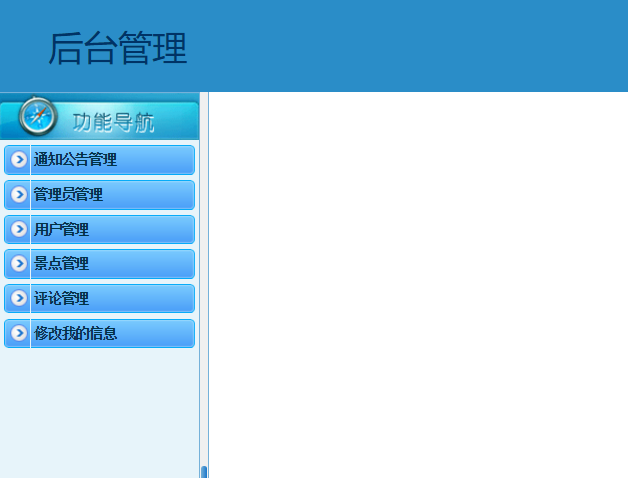 后台管理
功能导航
通知公告管理
管理员管理
用户管理
景点管理
评论管理
修改我的信息